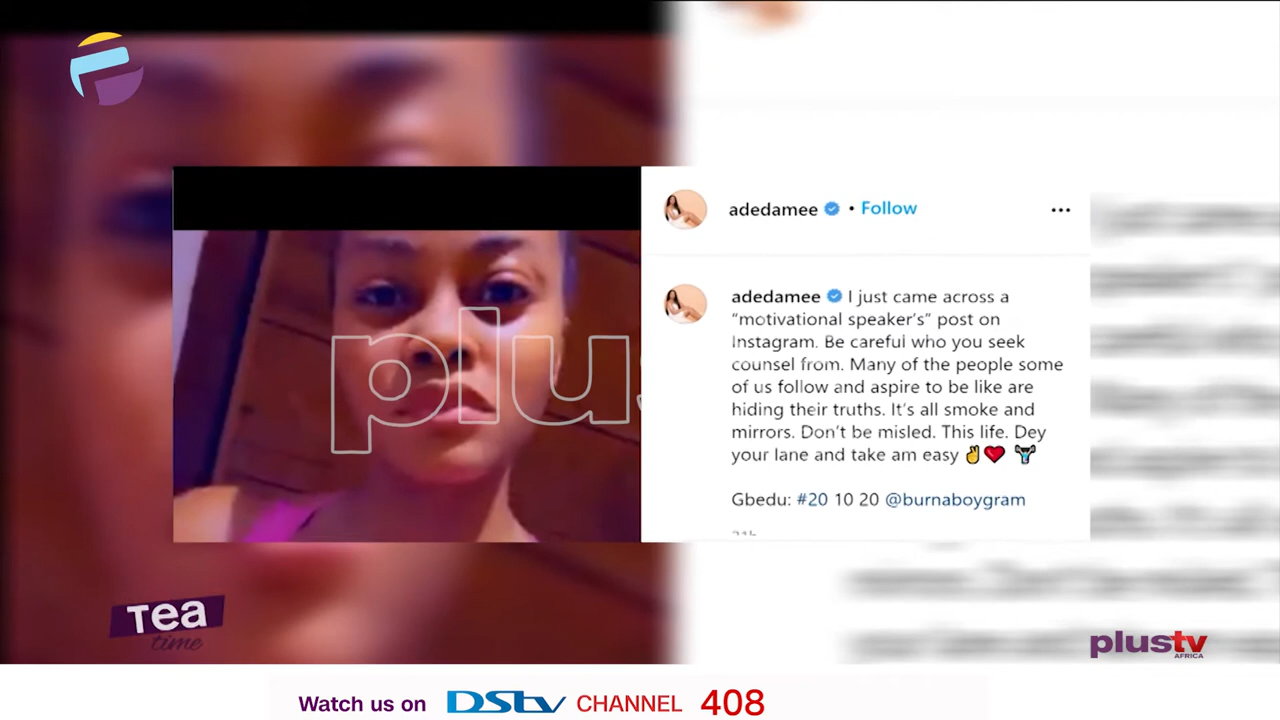 adedamee • Follow
adedamee I just came across a
“motivational speaker’s” post on
Instagram. Be careful who you seek
counsel from. Many of the people some
of us follow and aspire to be like are
hiding their truths. It’s all smoke and
mirrors. Don’t be misled. This life. Dey
your lane and take am easy ✌️❤️ 🏋️
Gbedu: #20 10 20 @burnaboygram
plus
Tea
time
plustv
AFRICA
Watch us on DStv CHANNEL 408